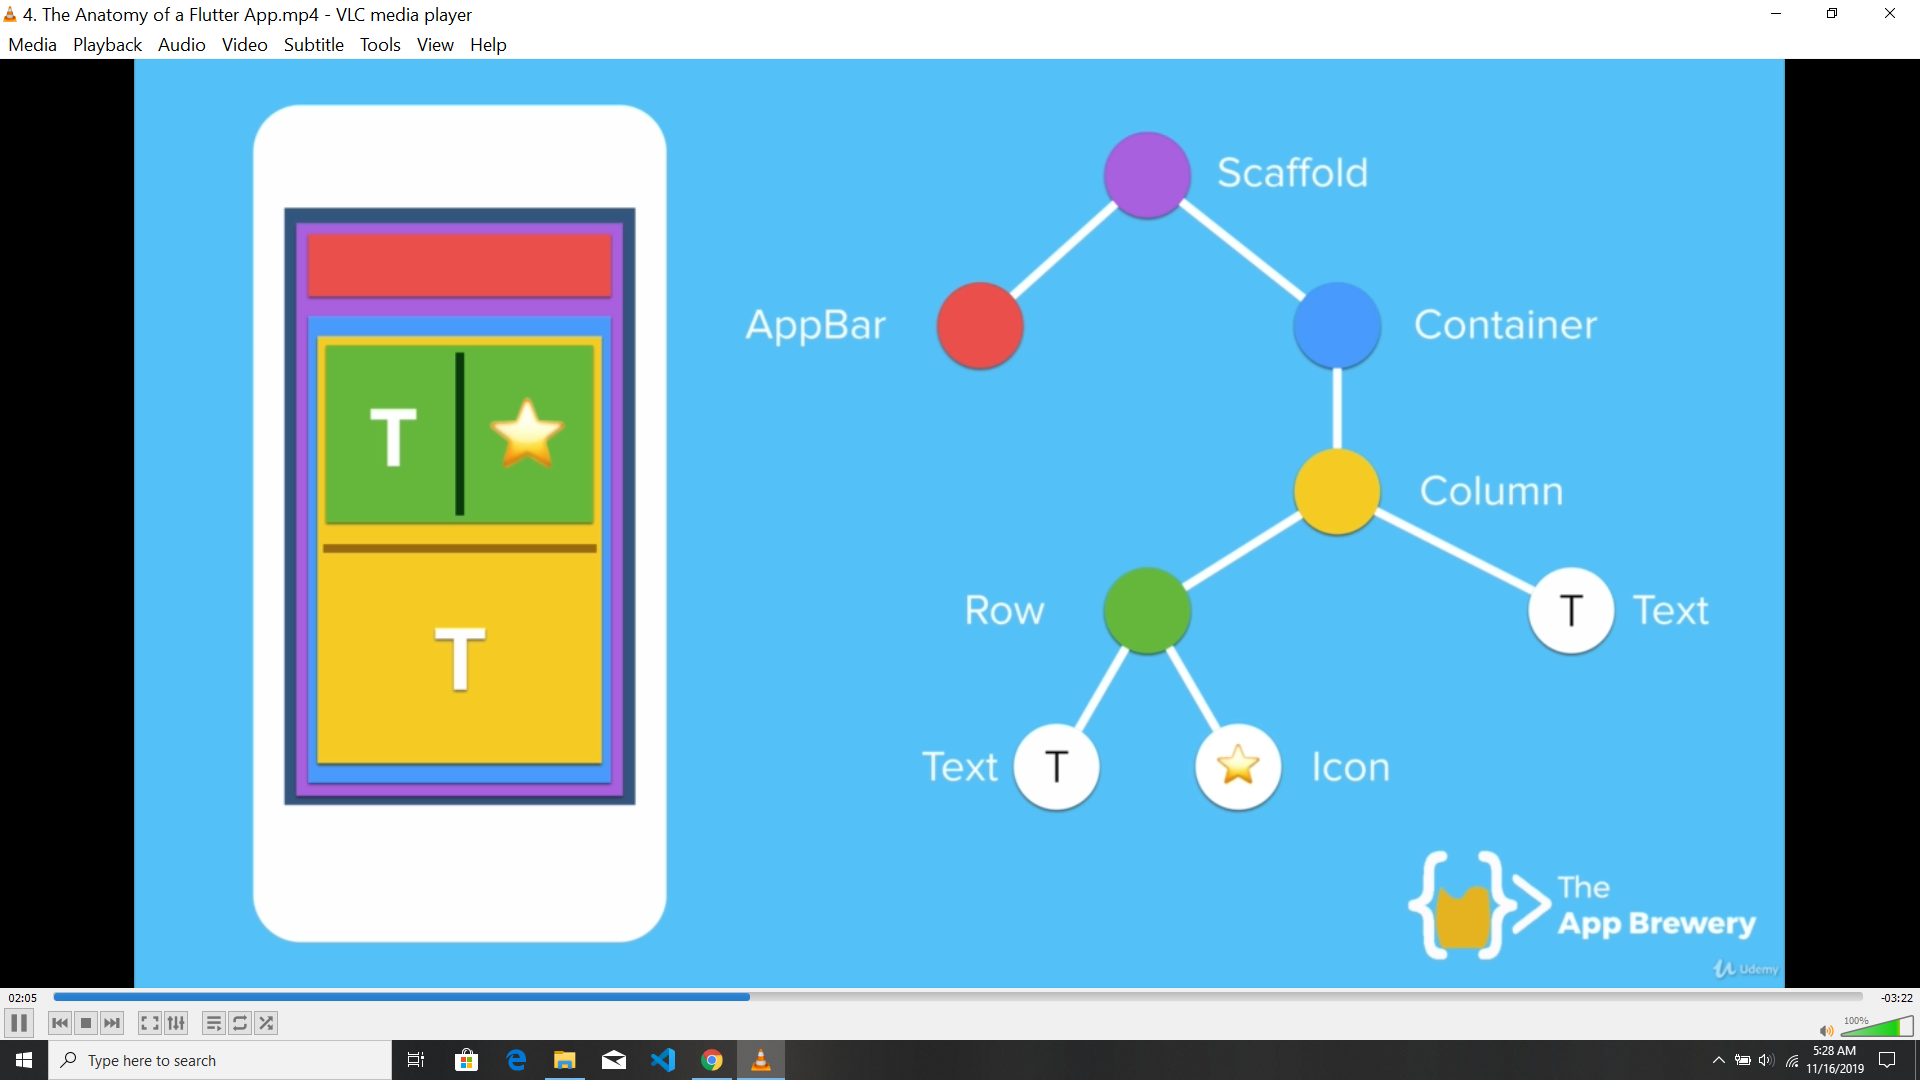 4. The Anatomy of a Flutter App.mp4 - VLC media player
Media Playback Audio Video Subtitle Tools View Help
Scaffold
AppBar
Container
T
Column
Row
T
Text
T
Text
T
Icon
The
App Brewery
Udemy
02:05
-03:22
100%
Type here to search
5:28 AM
11/16/2019